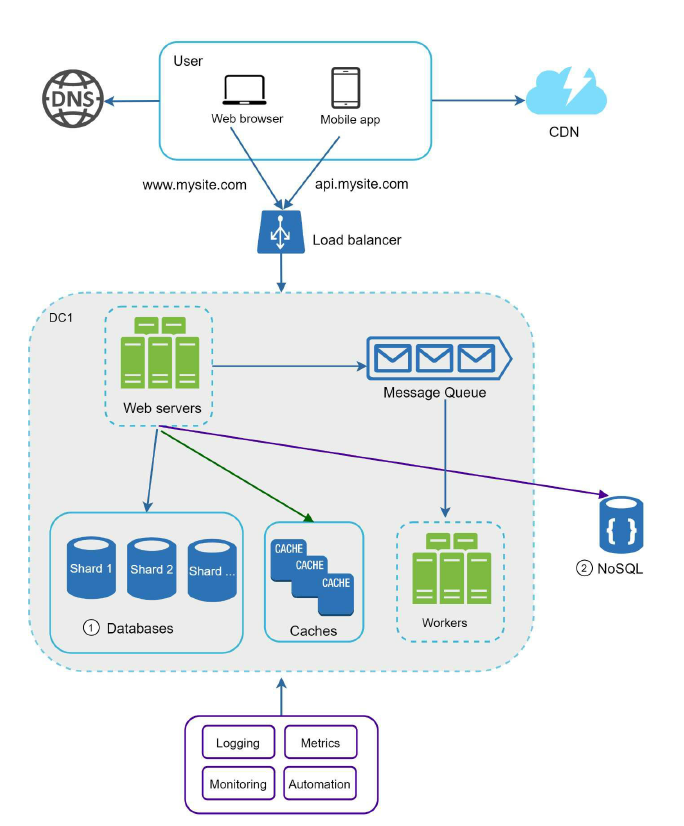 User
DNS
Web browser
Mobile app
CDN
www.mysite.com
api.mysite.com
Load balancer
DC1
Web servers
Message Queue
Shard 1
Shard 2
Shard ...
① Databases
CACHE
CACHE
CACHE
Caches
Workers
② NoSQL
{ }
Logging
Metrics
Monitoring
Automation